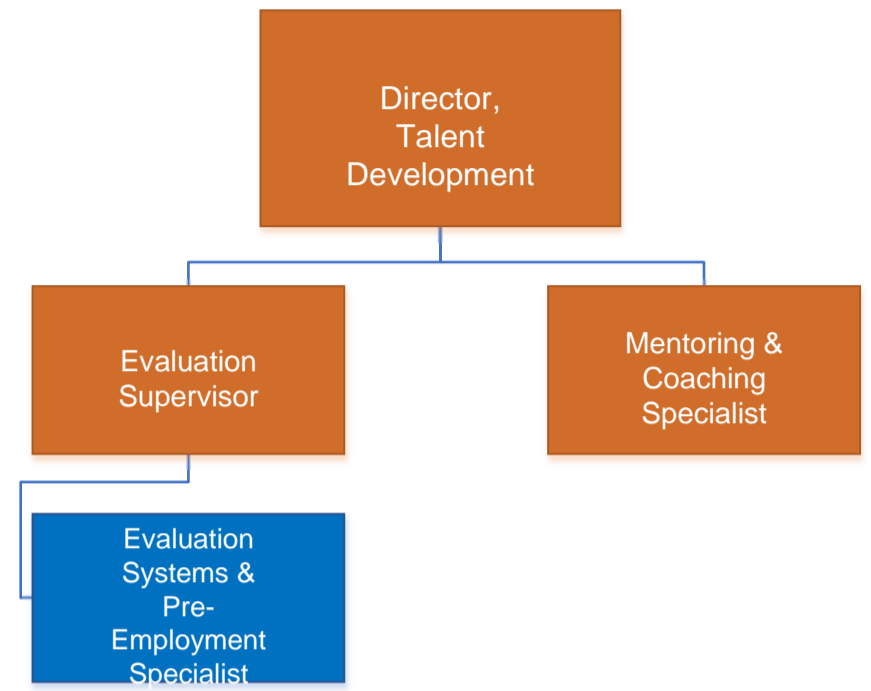 Director,
Talent
Development
Evaluation
Supervisor
Mentoring &
Coaching
Specialist
Evaluation
Systems &
Pre-
Employment
Specialist